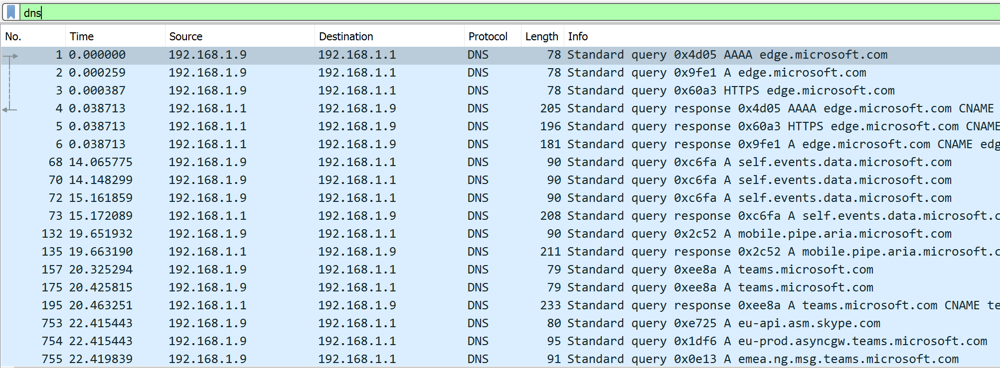 dns
No. Time Source Destination Protocol Length Info
1 0.000000 192.168.1.9 192.168.1.1 DNS 78 Standard query 0x4d05 AAAA edge.microsoft.com
2 0.000259 192.168.1.9 192.168.1.1 DNS 78 Standard query 0x9fe1 A edge.microsoft.com
3 0.000387 192.168.1.9 192.168.1.1 DNS 78 Standard query 0x60a3 HTTPS edge.microsoft.com
4 0.038713 192.168.1.1 192.168.1.9 DNS 205 Standard query response 0x4d05 AAAA edge.microsoft.com CNAME
5 0.038713 192.168.1.1 192.168.1.9 DNS 196 Standard query response 0x60a3 HTTPS edge.microsoft.com CNAME
6 0.038713 192.168.1.1 192.168.1.9 DNS 181 Standard query response 0x9fe1 A edge.microsoft.com CNAME edg
68 14.065775 192.168.1.9 192.168.1.1 DNS 90 Standard query 0xc6fa A self.events.data.microsoft.com
70 14.148299 192.168.1.9 192.168.1.1 DNS 90 Standard query 0xc6fa A self.events.data.microsoft.com
72 15.161859 192.168.1.9 192.168.1.1 DNS 90 Standard query 0xc6fa A self.events.data.microsoft.com
73 15.172089 192.168.1.1 192.168.1.9 DNS 208 Standard query response 0xc6fa A self.events.data.microsoft.c
132 19.651932 192.168.1.9 192.168.1.1 DNS 90 Standard query 0x2c52 A mobile.pipe.aria.microsoft.com
135 19.663190 192.168.1.1 192.168.1.9 DNS 211 Standard query response 0x2c52 A mobile.pipe.aria.microsoft.c
157 20.325294 192.168.1.9 192.168.1.1 DNS 79 Standard query 0xee8a A teams.microsoft.com
175 20.425815 192.168.1.9 192.168.1.1 DNS 79 Standard query 0xee8a A teams.microsoft.com
195 20.463251 192.168.1.1 192.168.1.9 DNS 233 Standard query response 0xee8a A teams.microsoft.com CNAME te
753 22.415443 192.168.1.9 192.168.1.1 DNS 80 Standard query 0xe725 A eu-api.asm.skype.com
754 22.415443 192.168.1.9 192.168.1.1 DNS 95 Standard query 0x1df6 A eu-prod.asyncgw.teams.microsoft.com
755 22.419839 192.168.1.9 192.168.1.1 DNS 91 Standard query 0x0e13 A emea.ng.msg.teams.microsoft.com